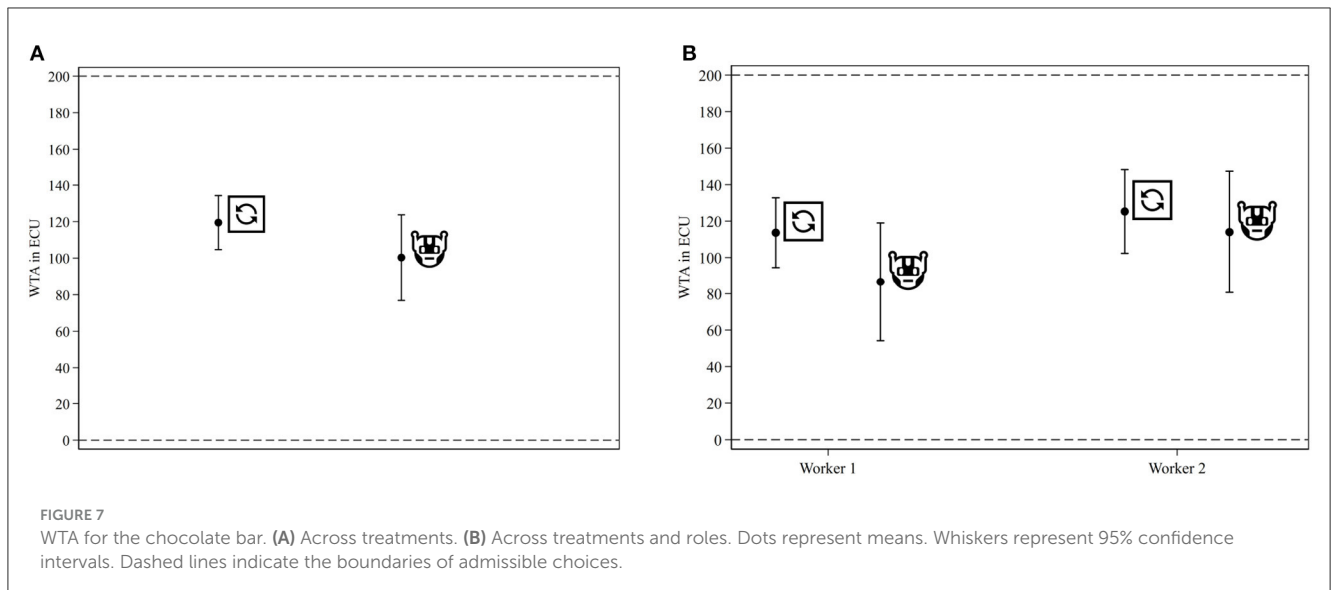 A
WTA in ECU
200
180
160
140
120
100
80
60
40
20
0
B
WTA in ECU
200
180
160
140
120
100
80
60
40
20
0
Worker 1
Worker 2
FIGURE 7
WTA for the chocolate bar. (A) Across treatments. (B) Across treatments and roles. Dots represent means. Whiskers represent 95% confidence
intervals. Dashed lines indicate the boundaries of admissible choices.